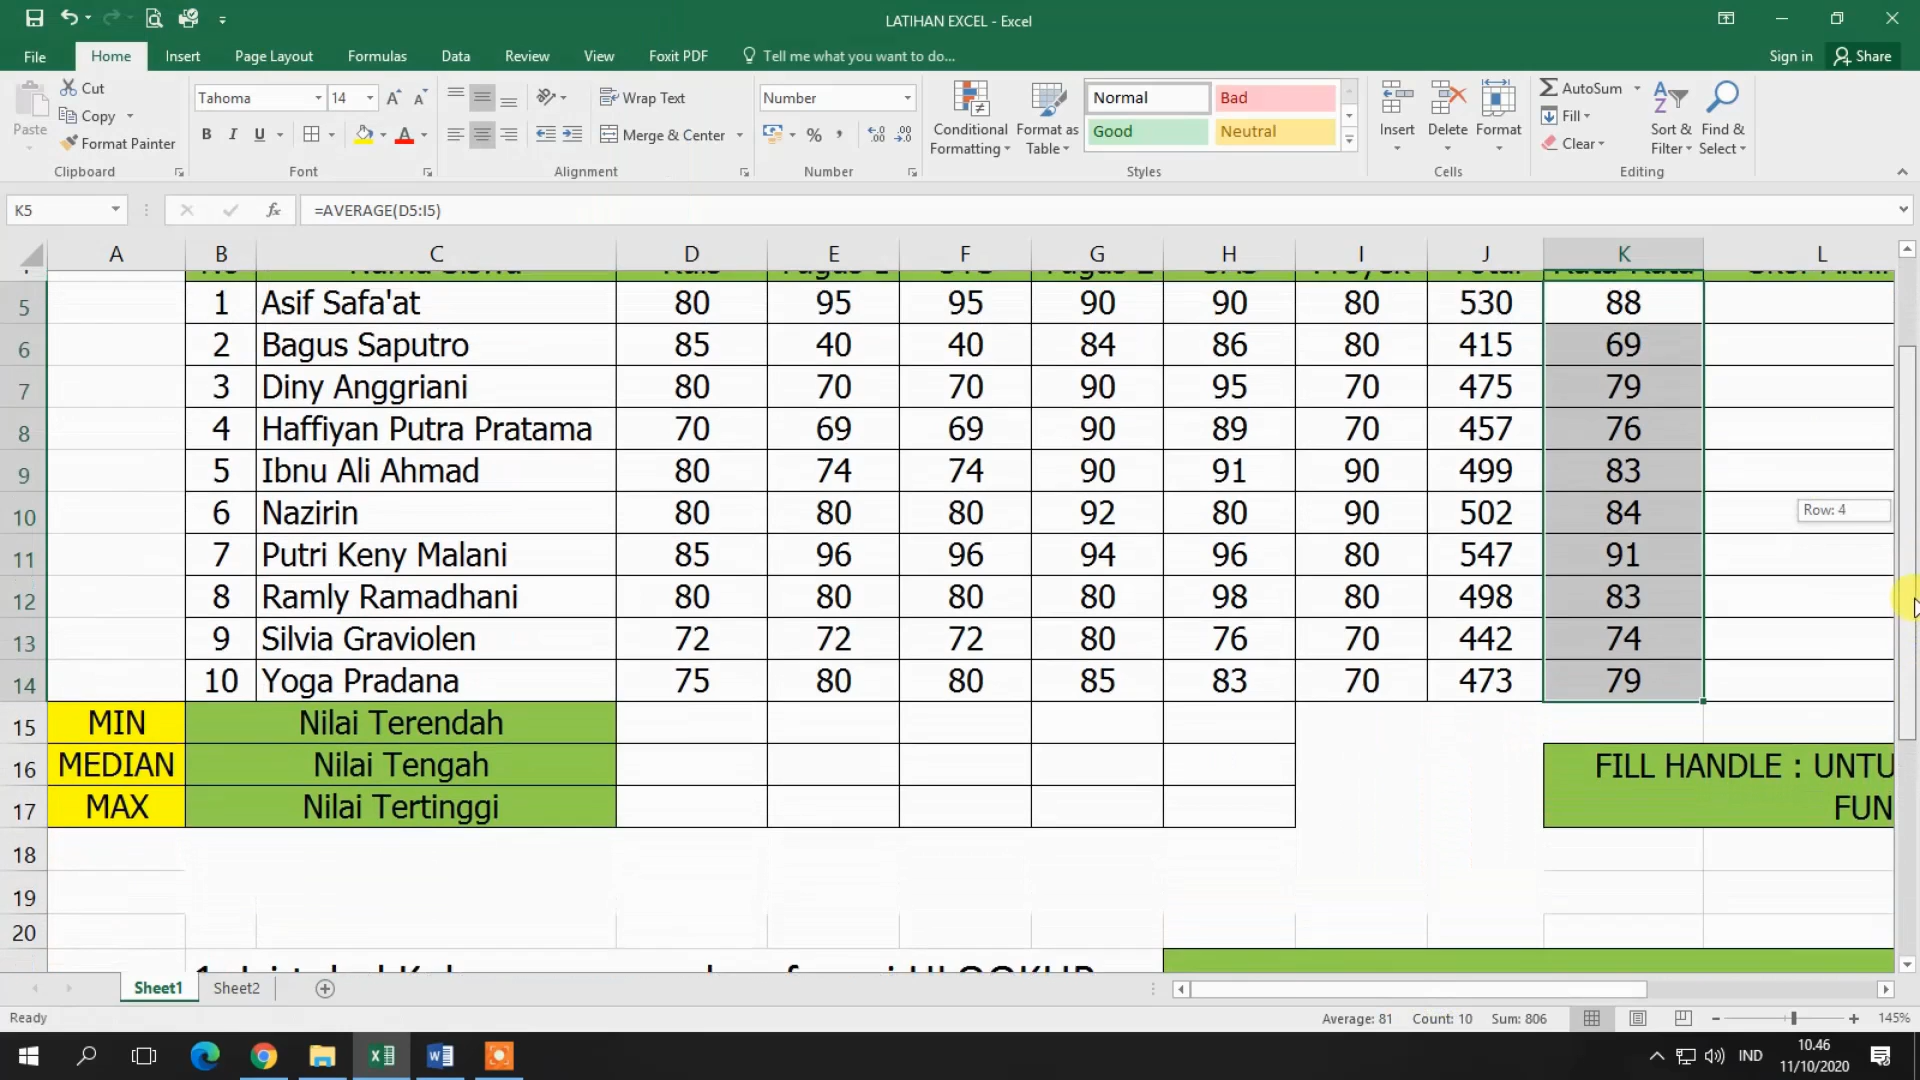 LATIHAN EXCEL - Excel
File Home Insert Page Layout Formulas Data Review View Foxit PDF Tell me what you want to do... Sign in Share
Paste
Cut
Copy
Format Painter
Clipboard
Tahoma 14
B I U
Font
Wrap Text
Merge & Center
Alignment
Number
%
Number
Conditional Formatting
Format as Table
Normal Bad
Good Neutral
Styles
Insert Delete Format
Cells
AutoSum
Fill
Clear
Sort & Filter
Find & Select
Editing
K5 fx =AVERAGE(D5:I5)
A B C D E F G H I J K L
5 1 Asif Safa'at 80 95 95 90 90 80 530 88
6 2 Bagus Saputro 85 40 40 84 86 80 415 69
7 3 Diny Anggriani 80 70 70 90 95 70 475 79
8 4 Haffiyan Putra Pratama 70 69 69 90 89 70 457 76
9 5 Ibnu Ali Ahmad 80 74 74 90 91 90 499 83
10 6 Nazirin 80 80 80 92 80 90 502 84
Row: 4
11 7 Putri Keny Malani 85 96 96 94 96 80 547 91
12 8 Ramly Ramadhani 80 80 80 80 98 80 498 83
13 9 Silvia Graviolen 72 72 72 80 76 70 442 74
14 10 Yoga Pradana 75 80 80 85 83 70 473 79
15 MIN Nilai Terendah
16 MEDIAN Nilai Tengah FILL HANDLE : UNTU
17 MAX Nilai Tertinggi FUN
18
19
20
Sheet1 Sheet2
Ready Average: 81 Count: 10 Sum: 806 145%
IND 10.46
11/10/2020